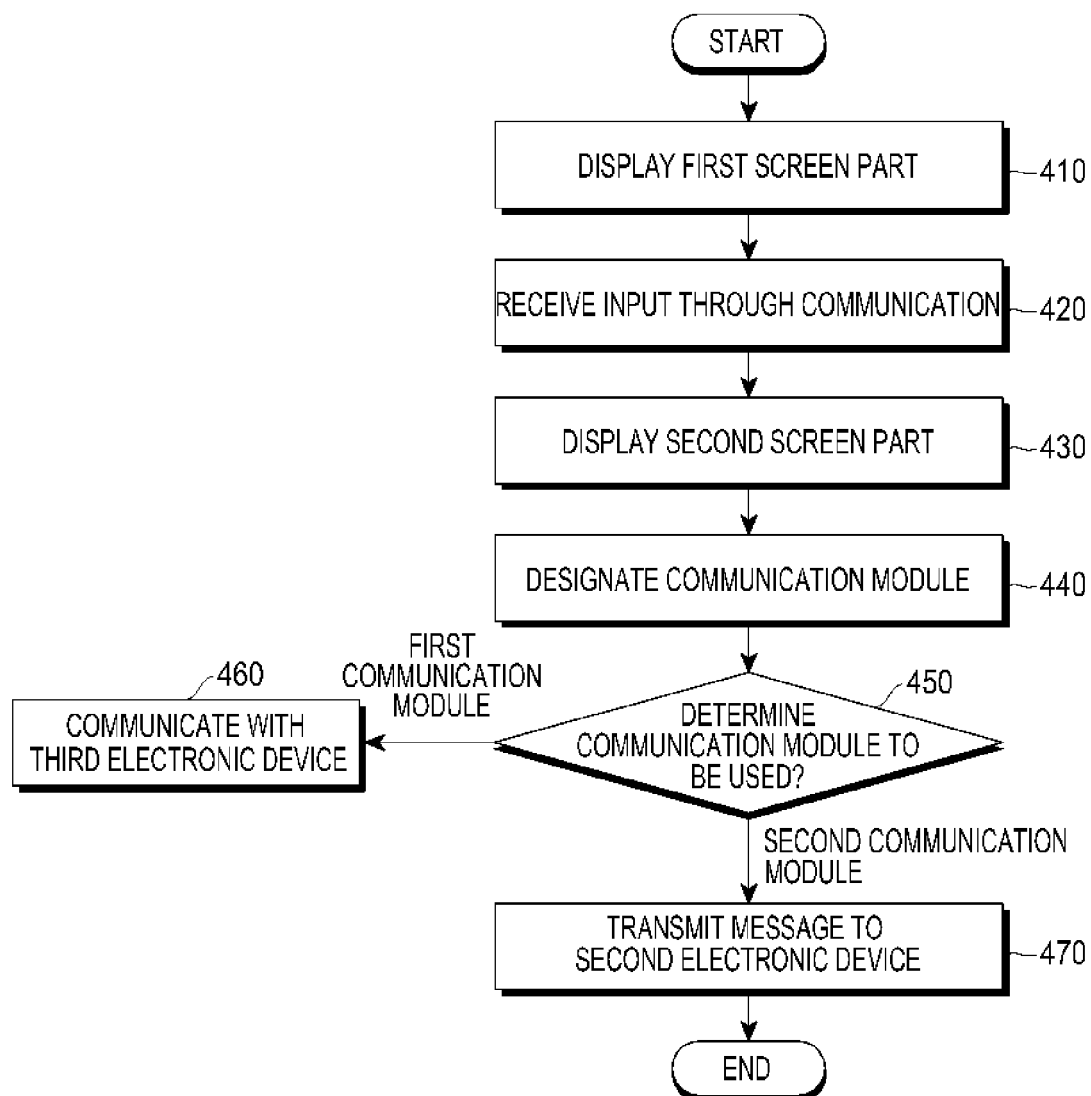 START
DISPLAY FIRST SCREEN PART
410
RECEIVE INPUT THROUGH COMMUNICATION
420
DISPLAY SECOND SCREEN PART
430
DESIGNATE COMMUNICATION MODULE
440
FIRST
COMMUNICATION
MODULE
460
COMMUNICATE WITH
THIRD ELECTRONIC DEVICE
450
DETERMINE
COMMUNICATION MODULE TO
BE USED?
SECOND COMMUNICATION
MODULE
TRANSMIT MESSAGE TO
SECOND ELECTRONIC DEVICE
470
END